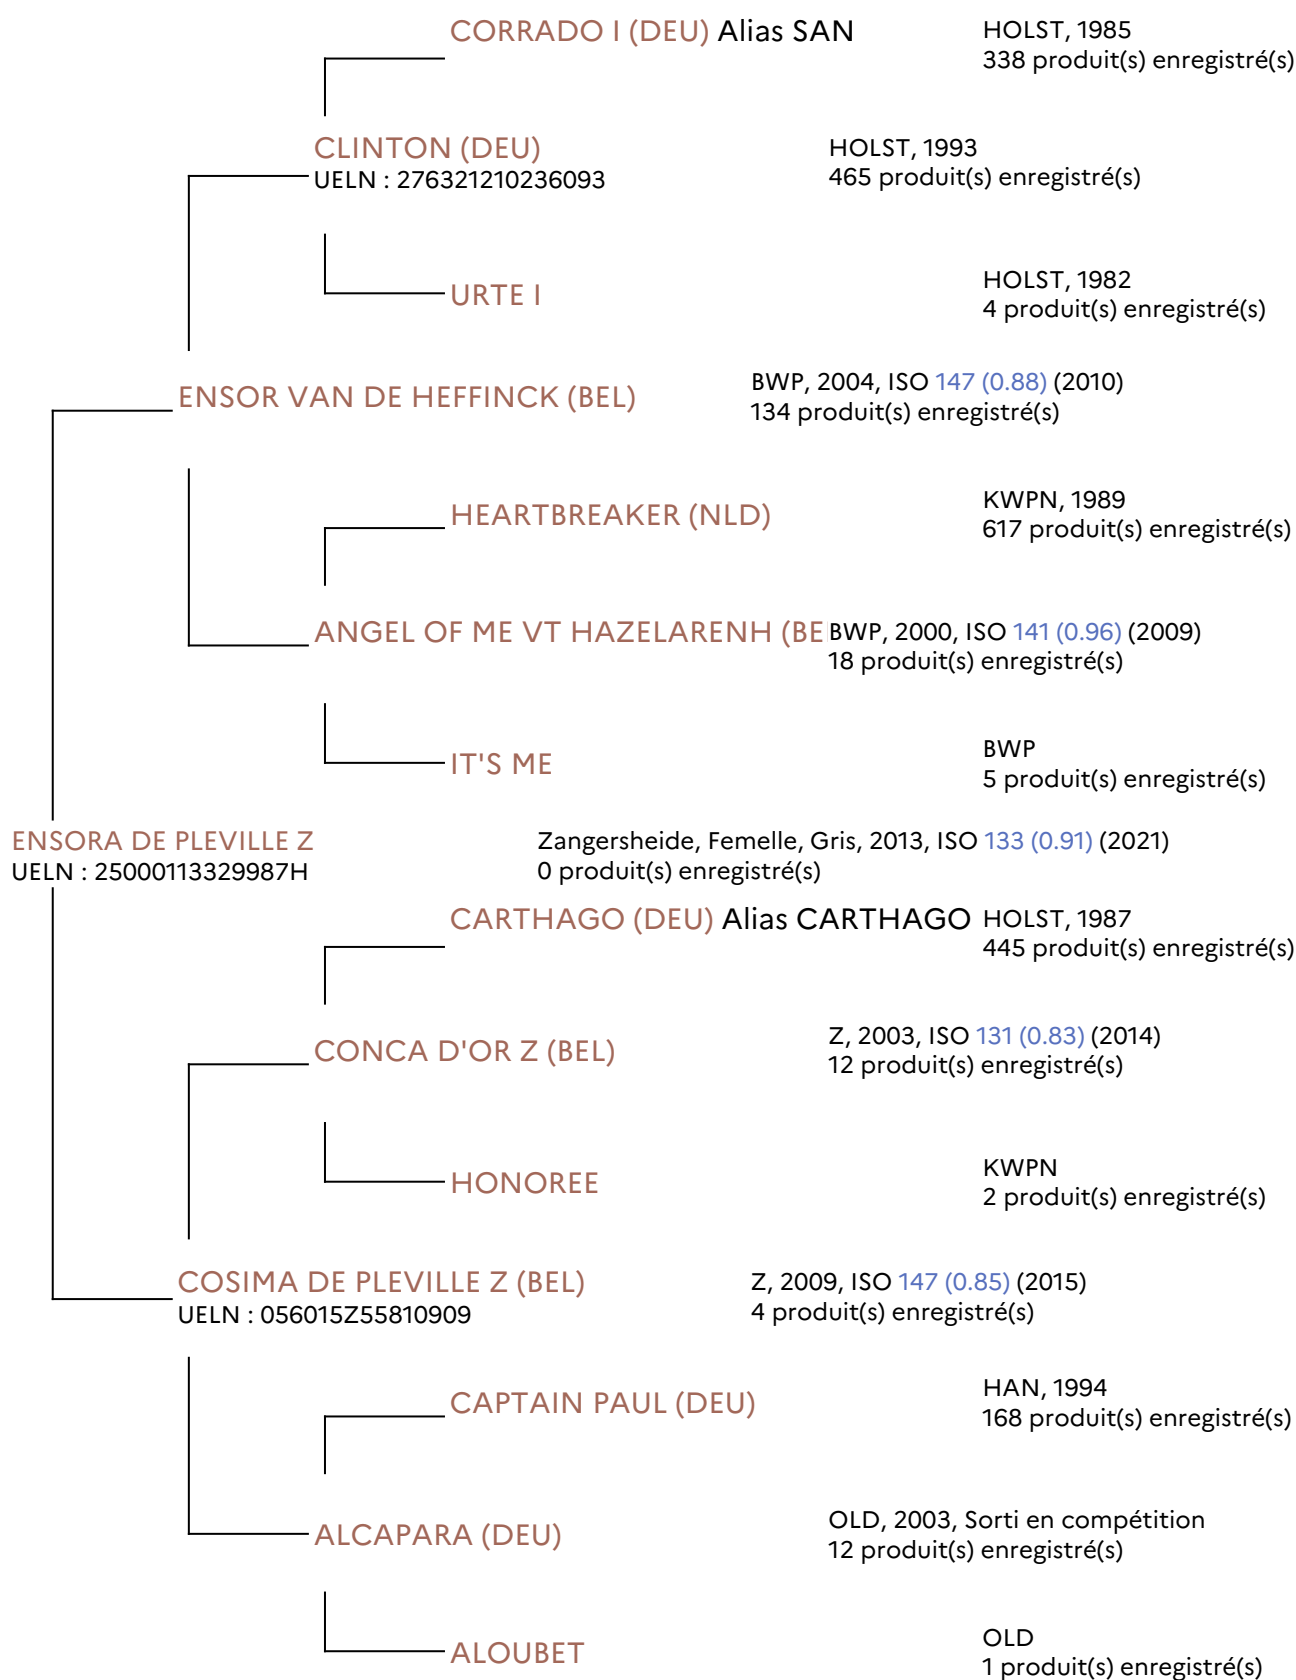 CORRADO I (DEU) Alias SAN
HOLST, 1985
338 produit(s) enregistré(s)
CLINTON (DEU)
UELN : 276321210236093
HOLST, 1993
465 produit(s) enregistré(s)
URTE I
HOLST, 1982
4 produit(s) enregistré(s)
ENSOR VAN DE HEFFINCK (BEL)
BWP, 2004, ISO 147 (0.88) (2010)
134 produit(s) enregistré(s)
HEARTBREAKER (NLD)
KWPN, 1989
617 produit(s) enregistré(s)
ANGEL OF ME VT HAZELARENH (BE
BWP, 2000, ISO 141 (0.96) (2009)
18 produit(s) enregistré(s)
IT'S ME
BWP
5 produit(s) enregistré(s)
ENSORA DE PLEVILLE Z
UELN : 25000113329987H
Zangersheide, Femelle, Gris, 2013, ISO 133 (0.91) (2021)
0 produit(s) enregistré(s)
CARTHAGO (DEU) Alias CARTHAGO
HOLST, 1987
445 produit(s) enregistré(s)
CONCA D'OR Z (BEL)
Z, 2003, ISO 131 (0.83) (2014)
12 produit(s) enregistré(s)
HONOREE
KWPN
2 produit(s) enregistré(s)
COSIMA DE PLEVILLE Z (BEL)
UELN : 056015Z55810909
Z, 2009, ISO 147 (0.85) (2015)
4 produit(s) enregistré(s)
CAPTAIN PAUL (DEU)
HAN, 1994
168 produit(s) enregistré(s)
ALCAPARA (DEU)
OLD, 2003, Sorti en compétition
12 produit(s) enregistré(s)
ALOUBET
OLD
1 produit(s) enregistré(s)